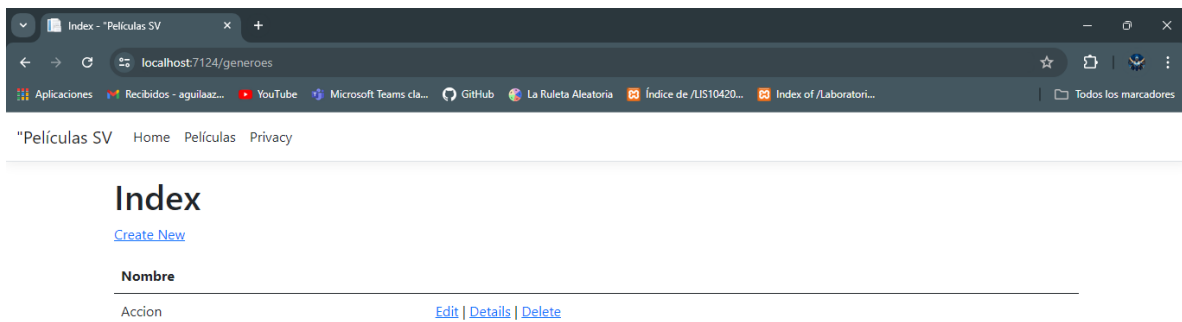 Index - "Películas SV
localhost:7124/generoes
Aplicaciones Recibidos - aguilaaz... YouTube Microsoft Teams cla... GitHub La Ruleta Aleatoria Índice de /LIS10420... Index of /Laboratori... Todos los marcadores
"Películas SV Home Películas Privacy
Index
Create New
Nombre
Accion Edit | Details | Delete